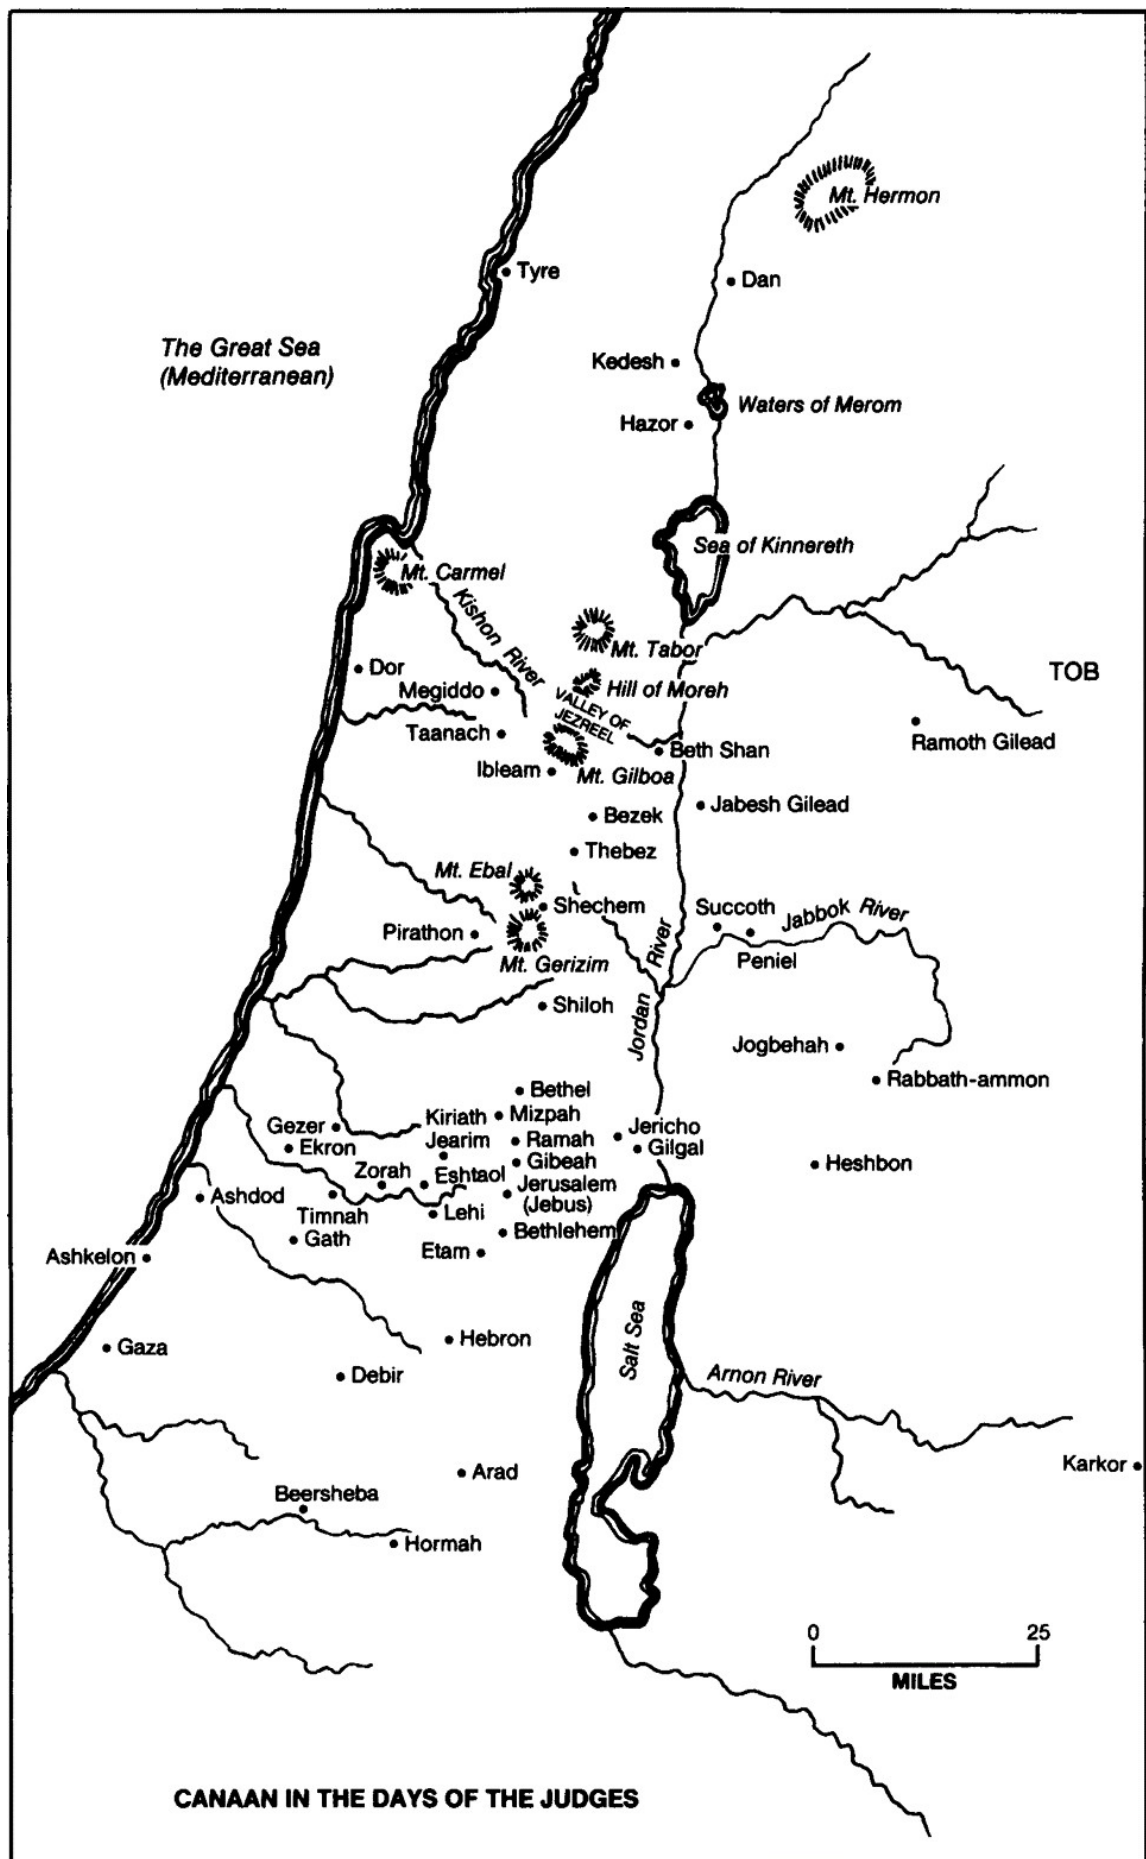 Mt. Hermon
Tyre
Dan
The Great Sea
(Mediterranean)
Kedesh
Waters of Merom
Hazor
Sea of Kinnereth
Mt. Carmel
Kishon River
Mt. Tabor
Dor
Hill of Moreh
TOB
Megiddo
VALLEY OF
JEZREEL
Taanach
Ramoth Gilead
Beth Shan
Ibleam
Mt. Gilboa
Jabesh Gilead
Bezek
Thebez
Mt. Ebal
Shechem
Succoth
Jabbok River
Pirathon
Peniel
Mt. Gerizim
Jordan River
Shiloh
Jogbehah
Rabbath-ammon
Bethel
Kiriath
Jearim
Mizpah
Gezer
Ekron
Ramah
Jericho
Gilgal
Gibeah
Heshbon
Zorah
Eshtaol
Jerusalem
(Jebus)
Ashdod
Timnah
Lehi
Gath
Bethlehem
Etam
Ashkelon
Salt Sea
Hebron
Gaza
Debir
Arnon River
Karkor
Arad
Beersheba
Hormah
0 25
MILES
CANAAN IN THE DAYS OF THE JUDGES